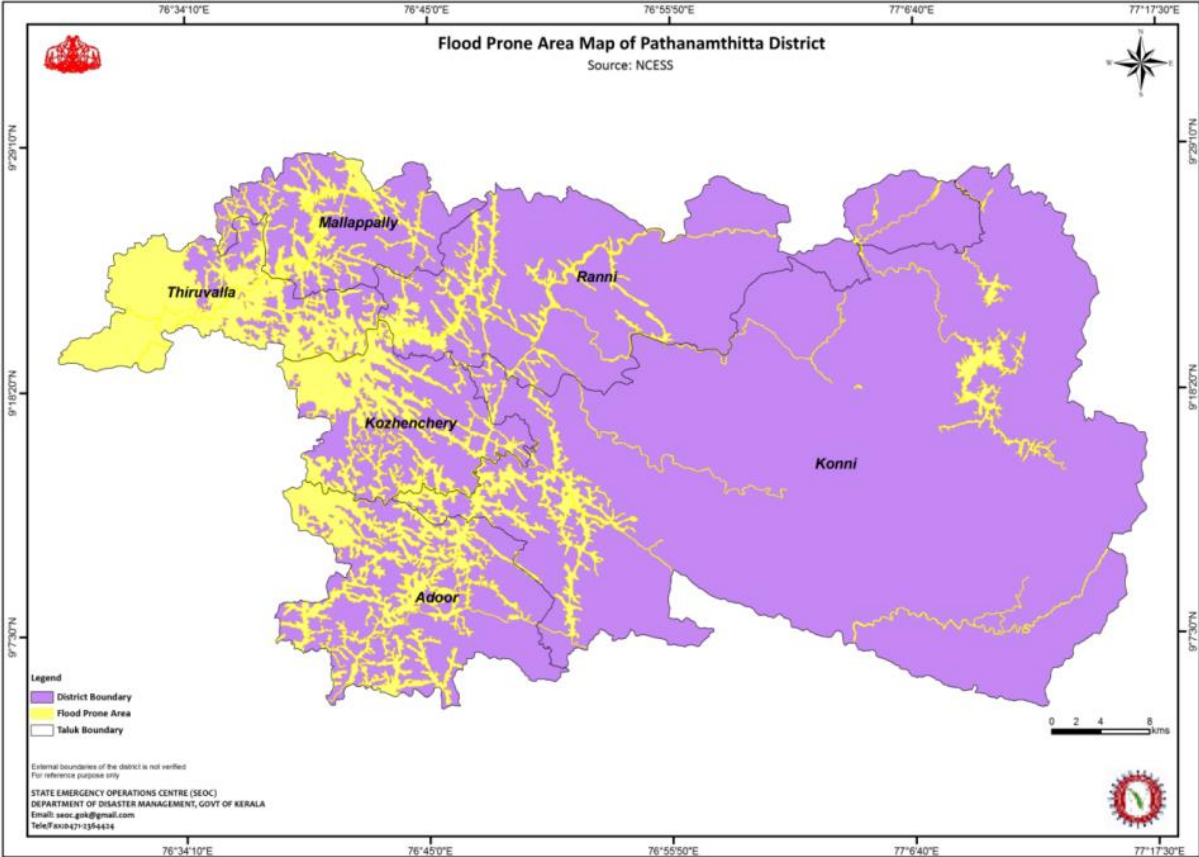 76°34'10"E 76°45'0"E 76°55'50"E 77°6'40"E 77°17'30"E
Flood Prone Area Map of Pathanamthitta District
Source: NCESS
N
W E
S
9°29'10"N 9°29'10"N
Mallappally
Ranni
Thiruvalla
9°18'20"N 9°18'20"N
Kozhenchery
Konni
Adoor
9°7'30"N 9°7'30"N
Legend
District Boundary
Flood Prone Area
Taluk Boundary
0 2 4 8
kms
External boundaries of the district is not verified
For reference purpose only
STATE EMERGENCY OPERATIONS CENTRE (SEOC)
DEPARTMENT OF DISASTER MANAGEMENT, GOVT OF KERALA
Email: seoc.gok@gmail.com
Tele/Fax:0471-2364424
76°34'10"E 76°45'0"E 76°55'50"E 77°6'40"E 77°17'30"E